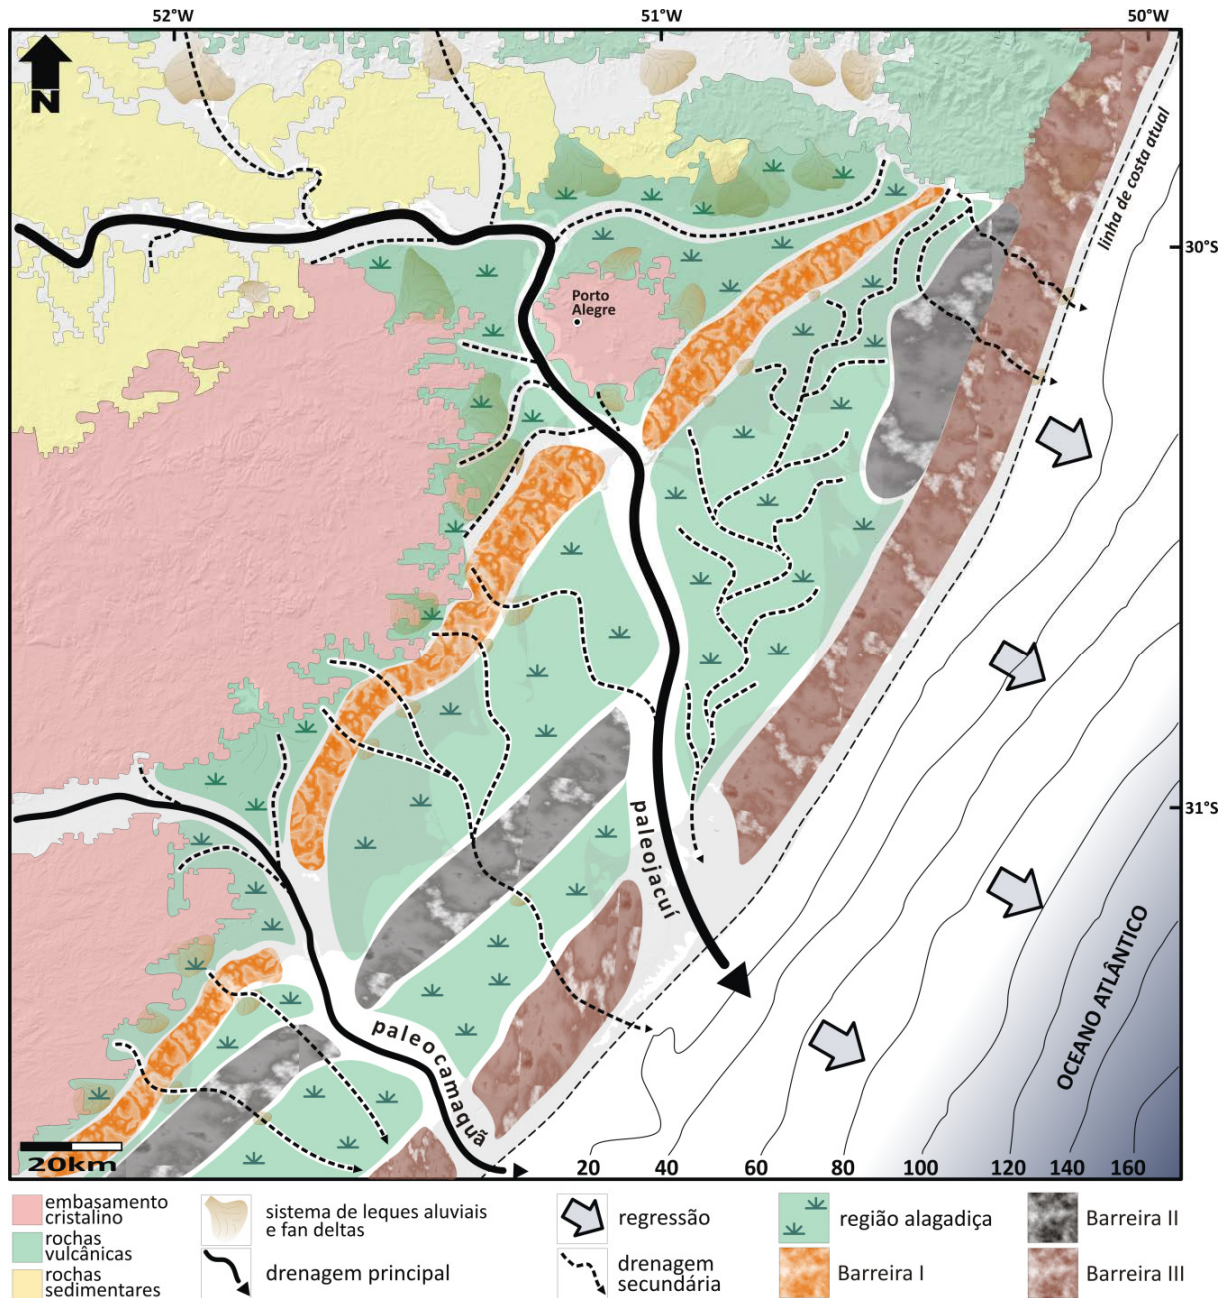 52°W
51°W
50°W
N
linha de costa atual
30°S
Porto
Alegre
31°S
paleojacuí
paleocamaquã
OCEANO ATLÂNTICO
20km
20
40
60
80
100
120
140
160
embasamento
cristalino
rochas
vulcânicas
rochas
sedimentares
sistema de leques aluviais
e fan deltas
drenagem principal
regressão
drenagem
secundária
região alagadiça
Barreira I
Barreira II
Barreira III